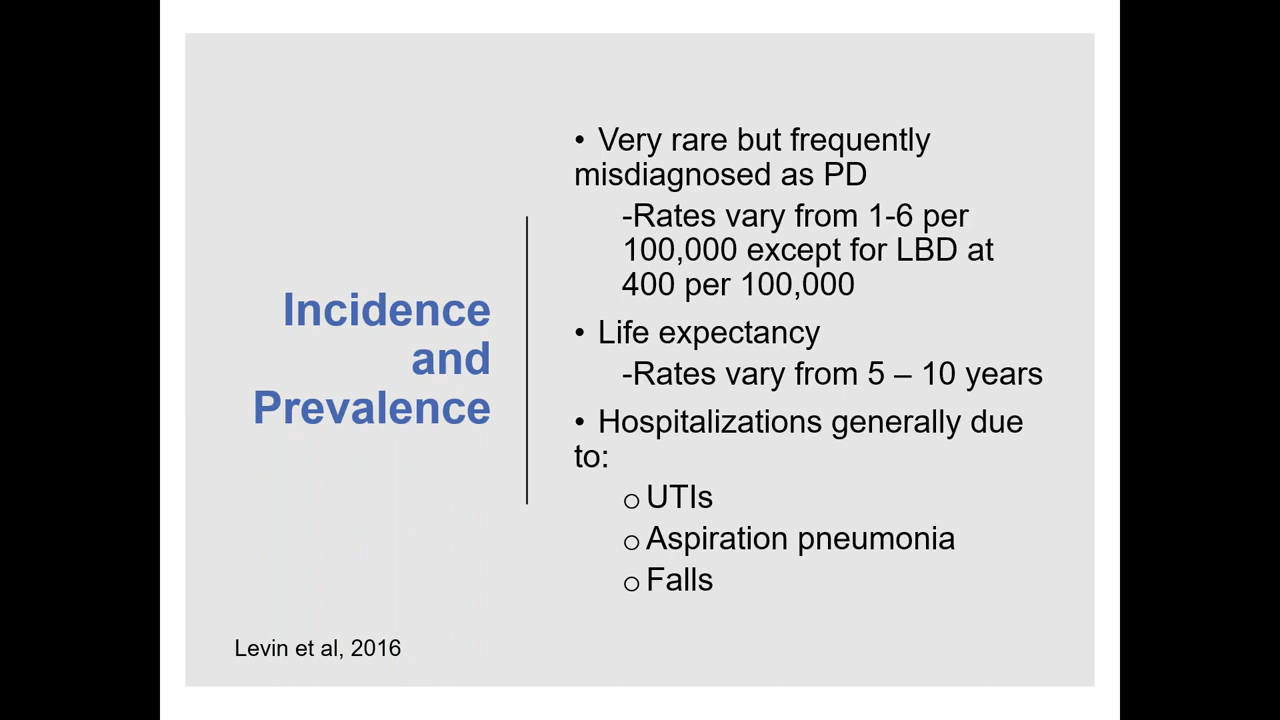 Incidence
and
Prevalence
• Very rare but frequently
misdiagnosed as PD
-Rates vary from 1-6 per
100,000 except for LBD at
400 per 100,000
• Life expectancy
-Rates vary from 5 – 10 years
• Hospitalizations generally due
to:
o UTIs
o Aspiration pneumonia
o Falls
Levin et al, 2016